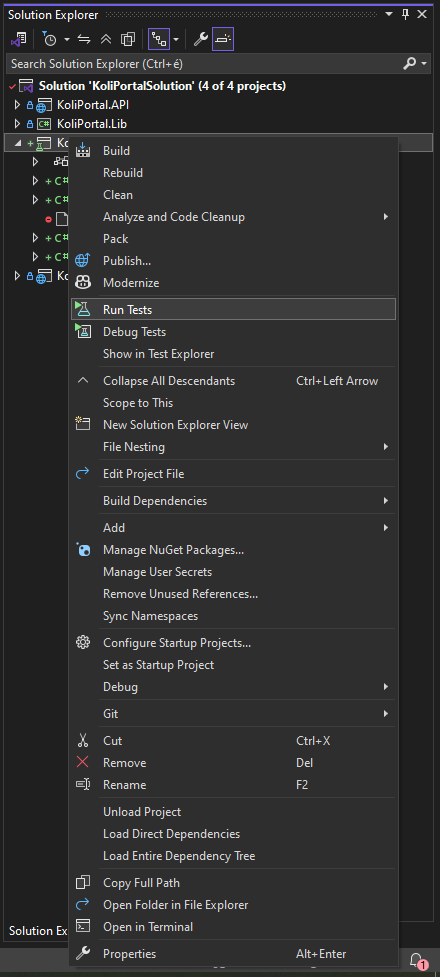 Solution Explorer
Search Solution Explorer (Ctrl+é)
Solution 'KoliPortalSolution' (4 of 4 projects)
KoliPortal.API
KoliPortal.Lib
Build
Rebuild
Clean
Analyze and Code Cleanup
Pack
Publish...
Modernize
Run Tests
Debug Tests
Show in Test Explorer
Collapse All Descendants Ctrl+Left Arrow
Scope to This
New Solution Explorer View
File Nesting
Edit Project File
Build Dependencies
Add
Manage NuGet Packages...
Manage User Secrets
Remove Unused References...
Sync Namespaces
Configure Startup Projects...
Set as Startup Project
Debug
Git
Cut Ctrl+X
Remove Del
Rename F2
Unload Project
Load Direct Dependencies
Load Entire Dependency Tree
Copy Full Path
Open Folder in File Explorer
Solution Ex
Open in Terminal
Properties Alt+Enter
1